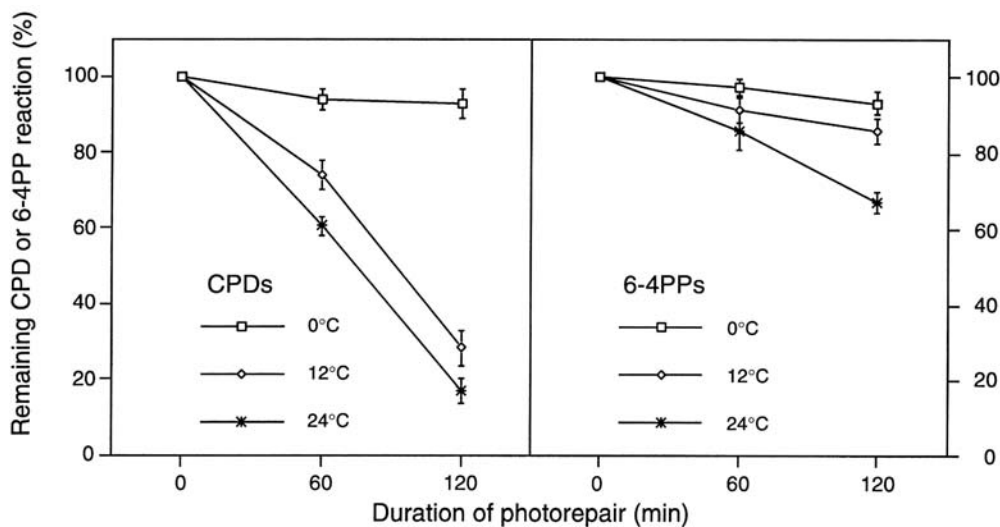 Remaining CPD or 6-4PP reaction (%)
100
80
60
40
20
0
CPDs
0°C
12°C
24°C
0
60
120
6-4PPs
0°C
12°C
24°C
0
60
120
100
80
60
40
20
0
Duration of photorepair (min)